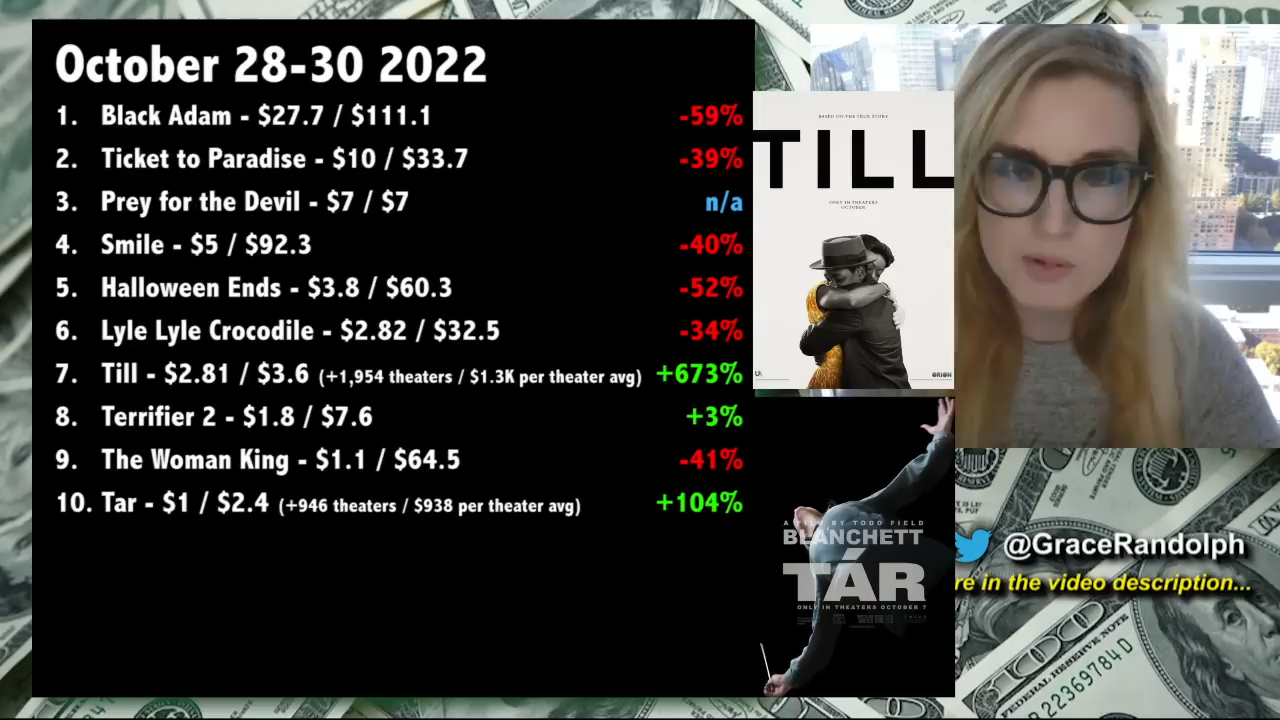 October 28-30 2022
1. Black Adam - $27.7 / $111.1 -59%
2. Ticket to Paradise - $10 / $33.7 -39%
3. Prey for the Devil - $7 / $7 n/a
4. Smile - $5 / $92.3 -40%
5. Halloween Ends - $3.8 / $60.3 -52%
6. Lyle Lyle Crocodile - $2.82 / $32.5 -34%
7. Till - $2.81 / $3.6 (+1,954 theaters / $1.3K per theater avg) +673%
8. Terrifier 2 - $1.8 / $7.6 +3%
9. The Woman King - $1.1 / $64.5 -41%
10. Tar - $1 / $2.4 (+946 theaters / $938 per theater avg) +104%
BASED ON THE TRUE STORY
TILL
ONLY IN THEATERS
OCTOBER
ORION
A FILM BY TODD FIELD
BLANCHETT
TÁR
ONLY IN THEATERS OCTOBER 7
@GraceRandolph
re in the video description...
100
FEDERAL RESERVE NOTE
22369784D